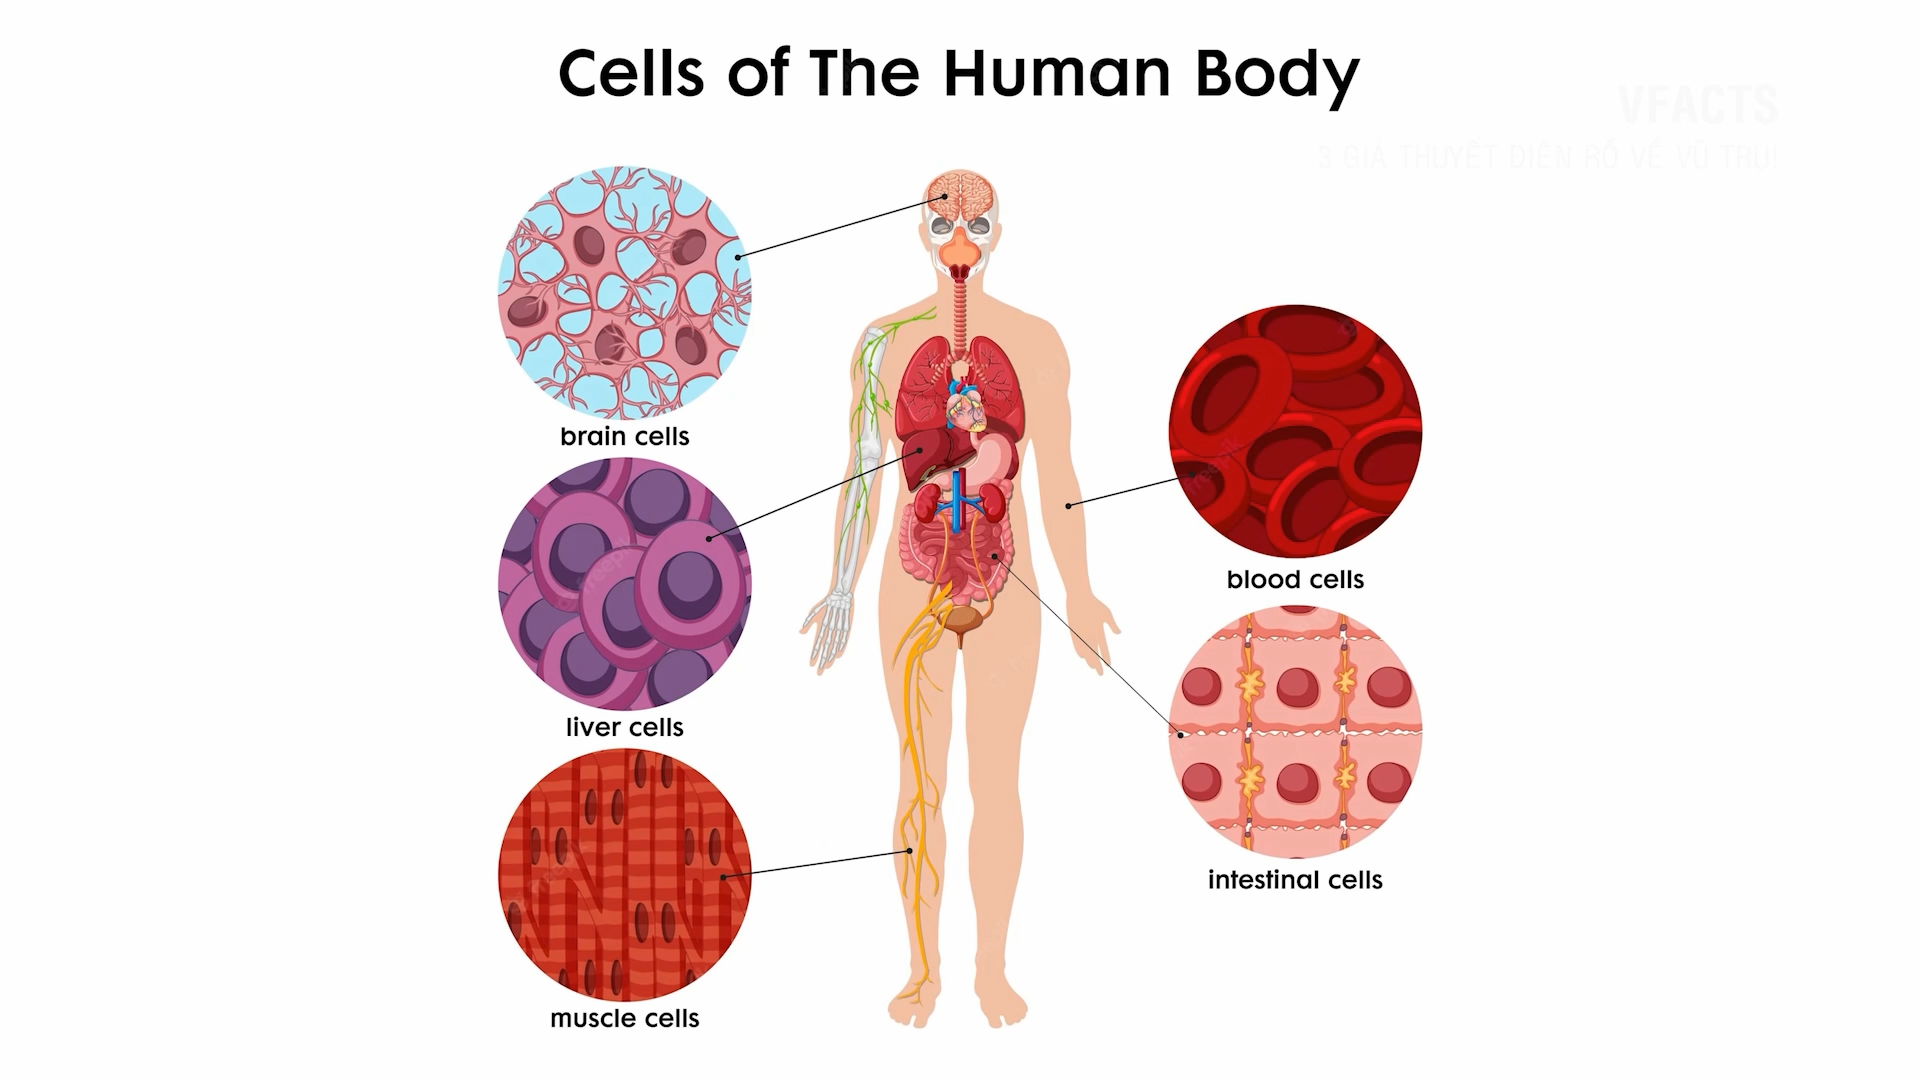 Cells of The Human Body
VFACTS
3 GIẢ THUYẾT ĐIÊN RỒ VỀ VŨ TRỤ!
brain cells
blood cells
liver cells
intestinal cells
muscle cells